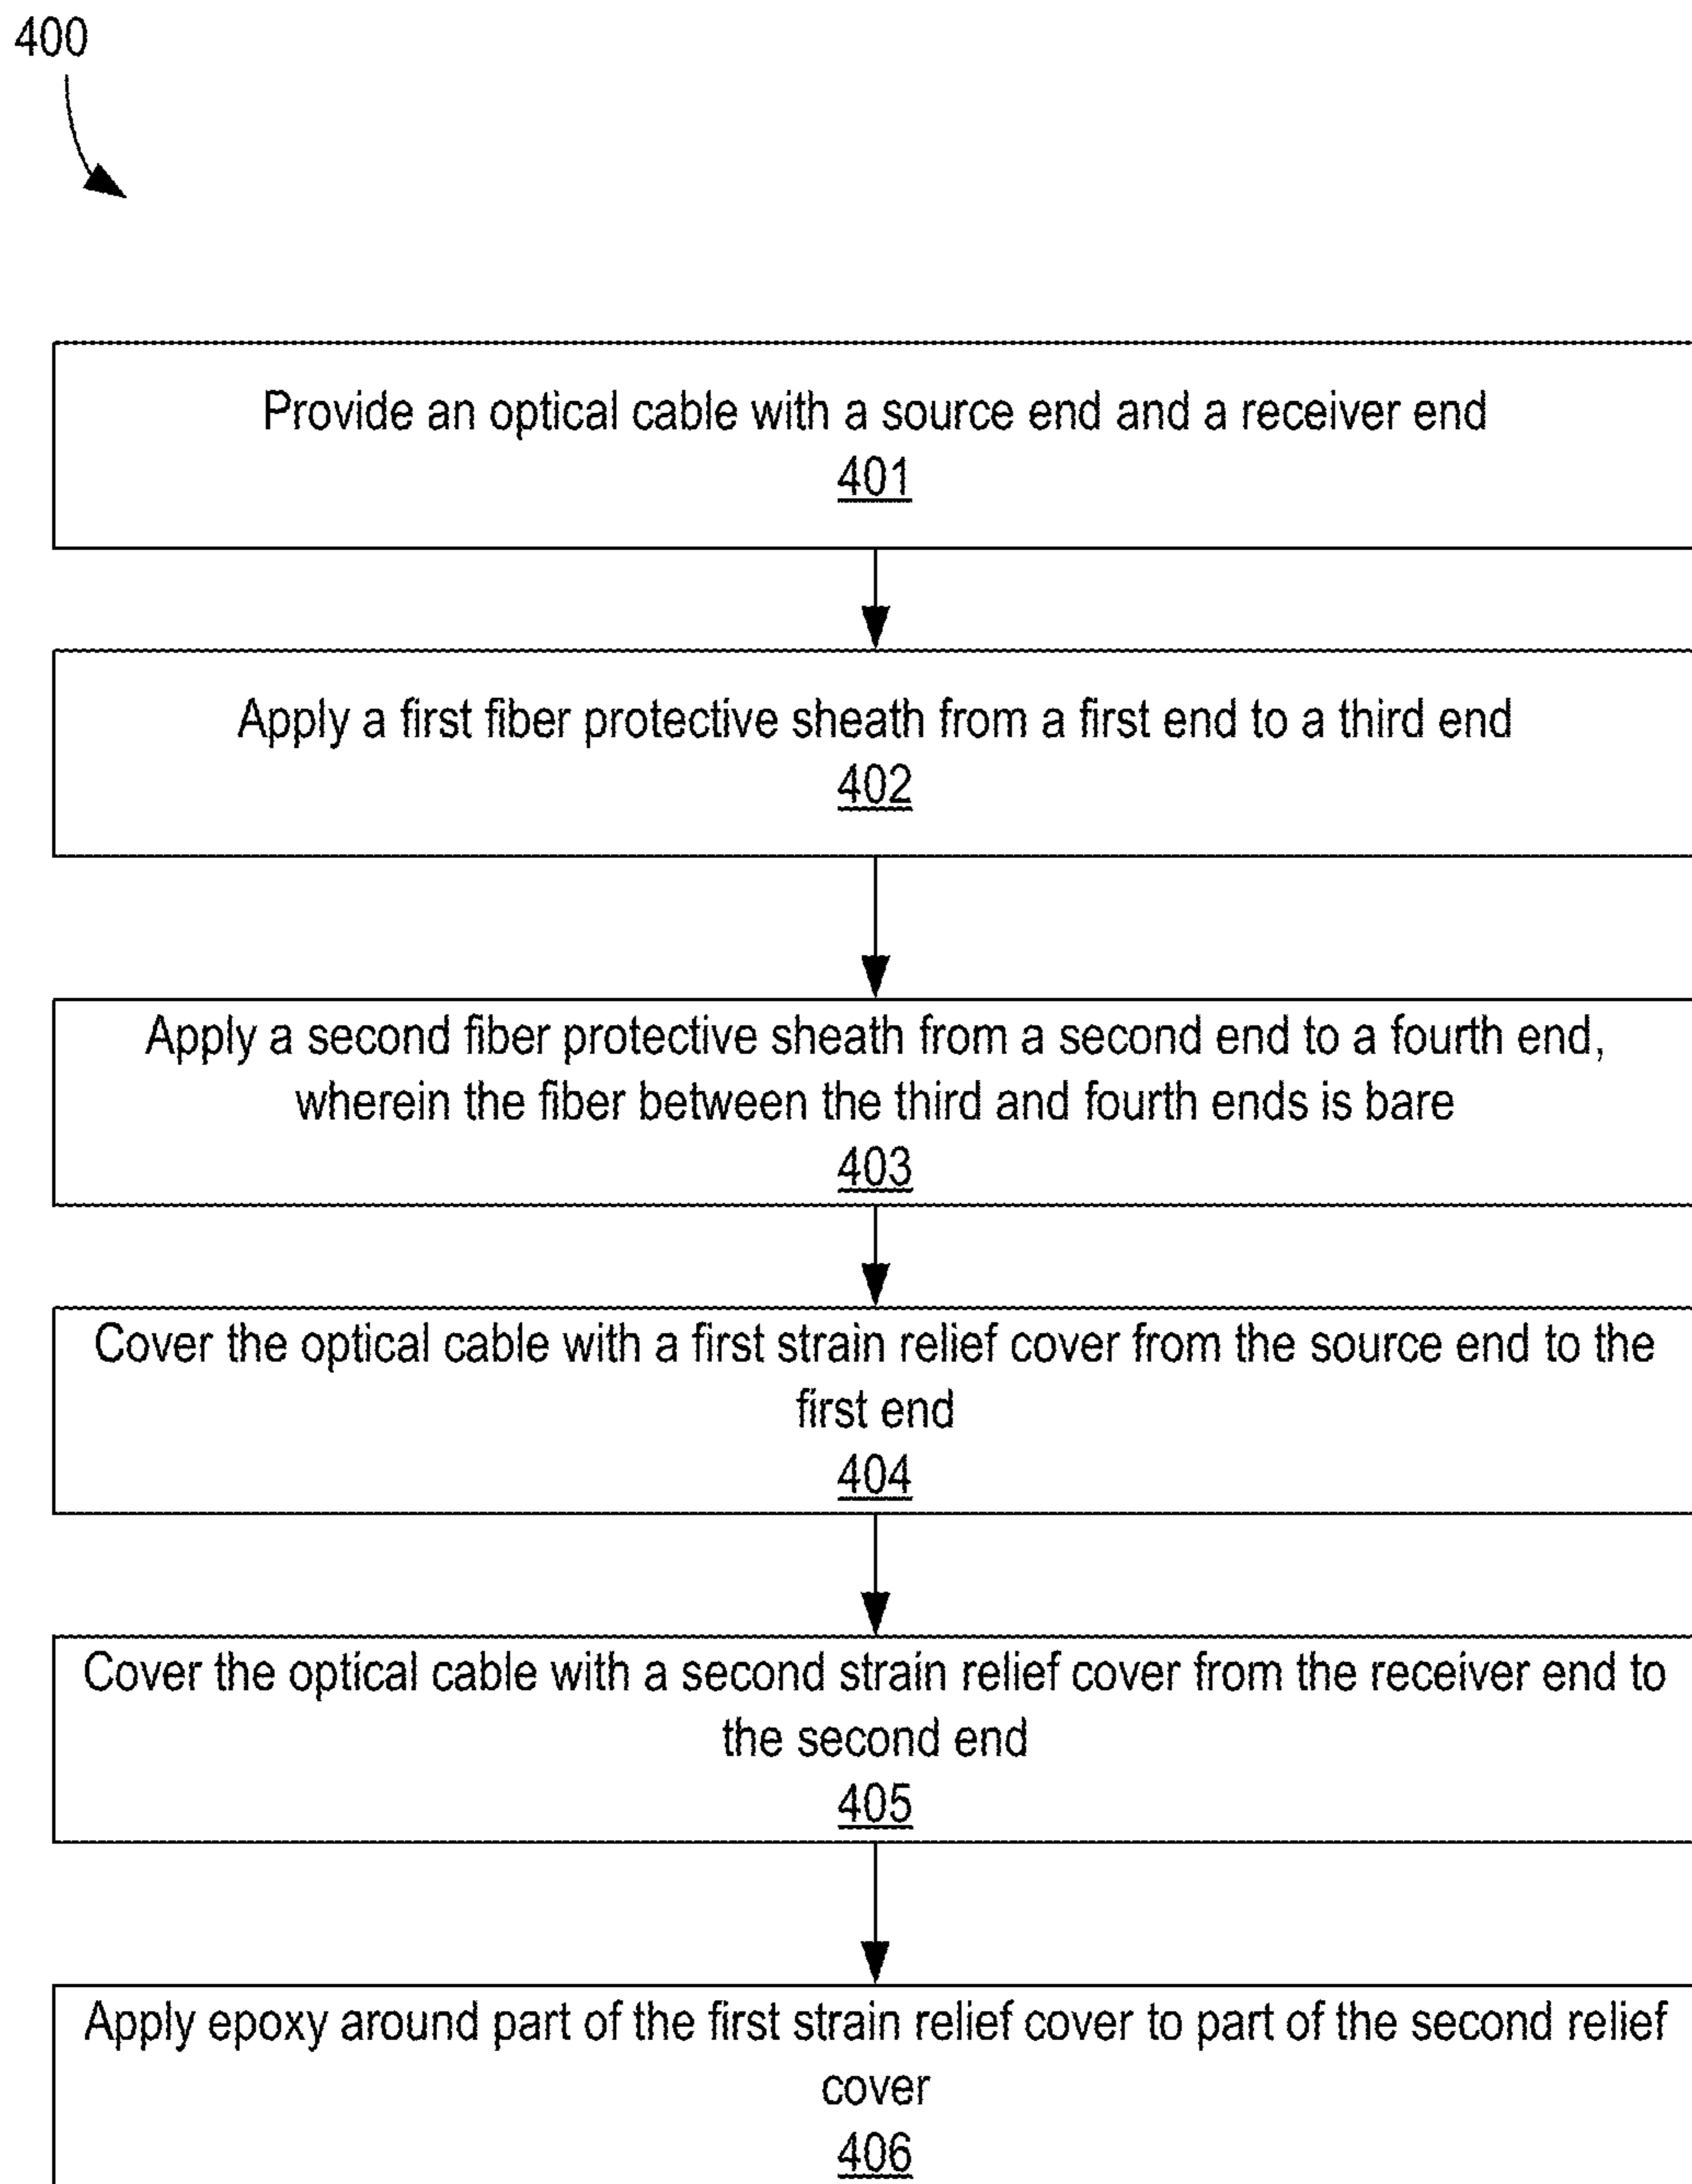 400
Provide an optical cable with a source end and a receiver end
401
Apply a first fiber protective sheath from a first end to a third end
402
Apply a second fiber protective sheath from a second end to a fourth end,
wherein the fiber between the third and fourth ends is bare
403
Cover the optical cable with a first strain relief cover from the source end to the
first end
404
Cover the optical cable with a second strain relief cover from the receiver end to
the second end
405
Apply epoxy around part of the first strain relief cover to part of the second relief
cover
406